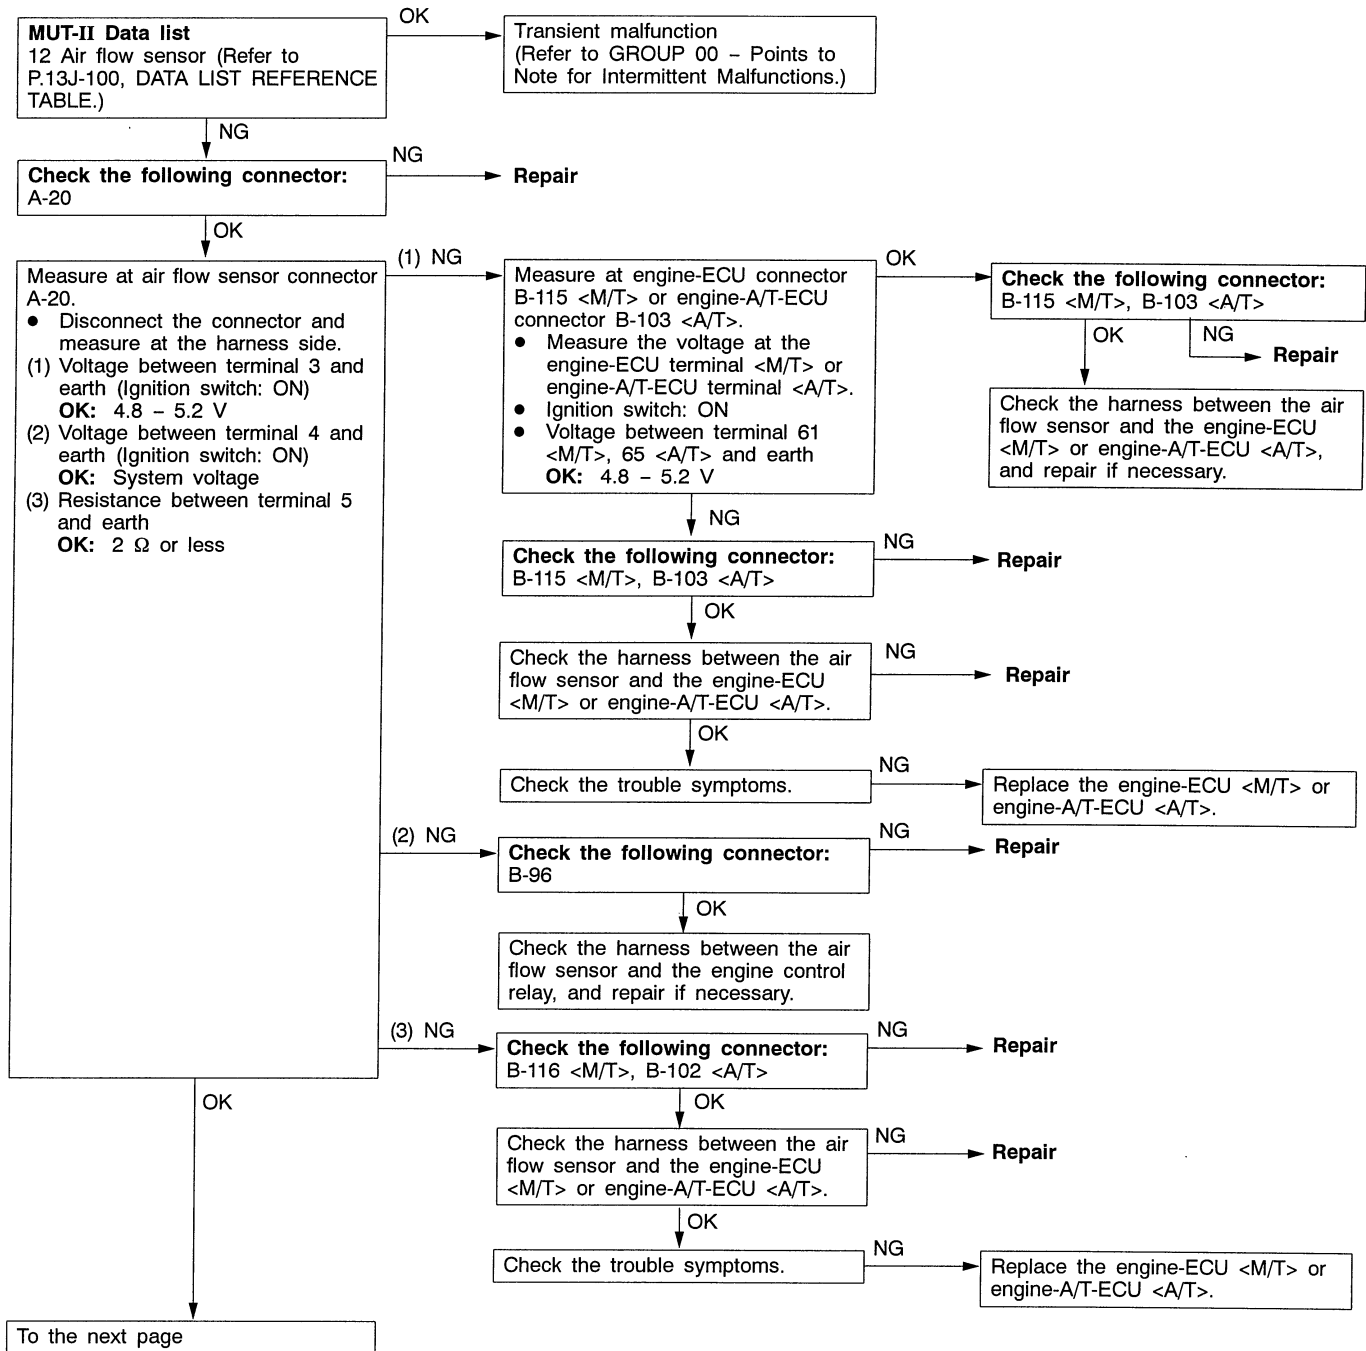 MUT-II Data list
12 Air flow sensor (Refer to
P.13J-100, DATA LIST REFERENCE
TABLE.)
OK
Transient malfunction
(Refer to GROUP 00 – Points to
Note for Intermittent Malfunctions.)
NG
Check the following connector:
A-20
NG
Repair
OK
Measure at air flow sensor connector
A-20.
● Disconnect the connector and
measure at the harness side.
(1) Voltage between terminal 3 and
earth (Ignition switch: ON)
OK: 4.8 – 5.2 V
(2) Voltage between terminal 4 and
earth (Ignition switch: ON)
OK: System voltage
(3) Resistance between terminal 5
and earth
OK: 2 Ω or less
(1) NG
Measure at engine-ECU connector
B-115 <M/T> or engine-A/T-ECU
connector B-103 <A/T>.
● Measure the voltage at the
engine-ECU terminal <M/T> or
engine-A/T-ECU terminal <A/T>.
● Ignition switch: ON
● Voltage between terminal 61
<M/T>, 65 <A/T> and earth
OK: 4.8 – 5.2 V
OK
Check the following connector:
B-115 <M/T>, B-103 <A/T>
OK
NG
Repair
Check the harness between the air
flow sensor and the engine-ECU
<M/T> or engine-A/T-ECU <A/T>,
and repair if necessary.
NG
Check the following connector:
B-115 <M/T>, B-103 <A/T>
NG
Repair
OK
Check the harness between the air
flow sensor and the engine-ECU
<M/T> or engine-A/T-ECU <A/T>.
NG
Repair
OK
Check the trouble symptoms.
NG
Replace the engine-ECU <M/T> or
engine-A/T-ECU <A/T>.
(2) NG
Check the following connector:
B-96
NG
Repair
OK
Check the harness between the air
flow sensor and the engine control
relay, and repair if necessary.
(3) NG
Check the following connector:
B-116 <M/T>, B-102 <A/T>
NG
Repair
OK
Check the harness between the air
flow sensor and the engine-ECU
<M/T> or engine-A/T-ECU <A/T>.
NG
Repair
OK
Check the trouble symptoms.
NG
Replace the engine-ECU <M/T> or
engine-A/T-ECU <A/T>.
OK
To the next page